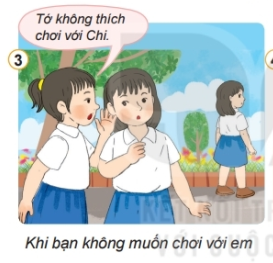 Tớ không thích
chơi với Chi.
3
Khi bạn không muốn chơi với em